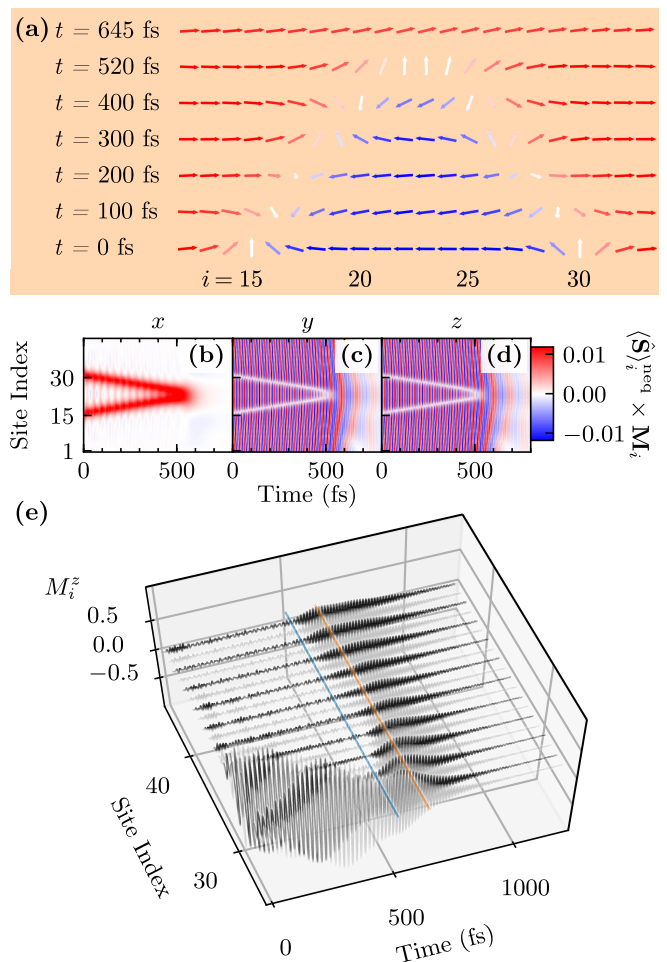 (a) t = 645 fs
t = 520 fs
t = 400 fs
t = 300 fs
t = 200 fs
t = 100 fs
t = 0 fs
i = 15 20 25 30
x y z
(b) (c) (d)
Site Index
30
15
1
0 500 0 500 0 500
Time (fs)
0.01
0.00
−0.01
⟨Ŝ⟩ᵢⁿᵉq × Mᵢ
(e)
Mᵢᶻ
0.5
0.0
−0.5
40
30
Site Index
0
500
1000
Time (fs)